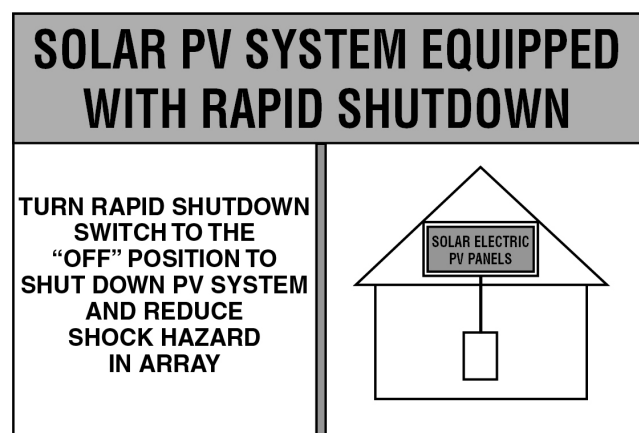 SOLAR PV SYSTEM EQUIPPED
WITH RAPID SHUTDOWN
TURN RAPID SHUTDOWN
SWITCH TO THE
“OFF” POSITION TO
SHUT DOWN PV SYSTEM
AND REDUCE
SHOCK HAZARD
IN ARRAY
SOLAR ELECTRIC
PV PANELS